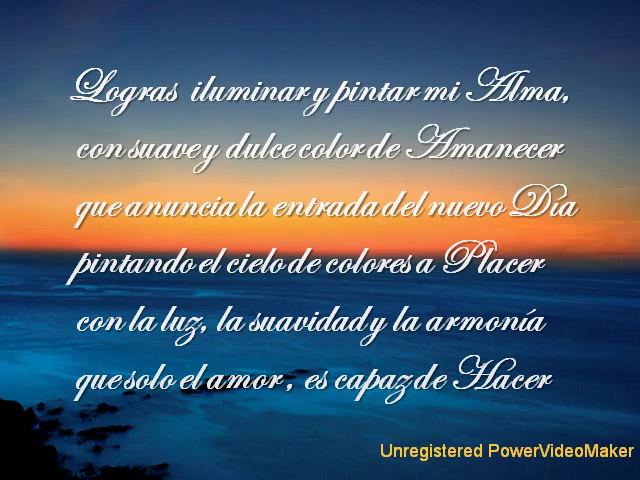 Logras iluminar y pintar mi Alma,
con suave y dulce color de Amanecer
que anuncia la entrada del nuevo Día
pintando el cielo de colores a Placer
con la luz, la suavidad y la armonía
que solo el amor , es capaz de Hacer
Unregistered PowerVideoMaker